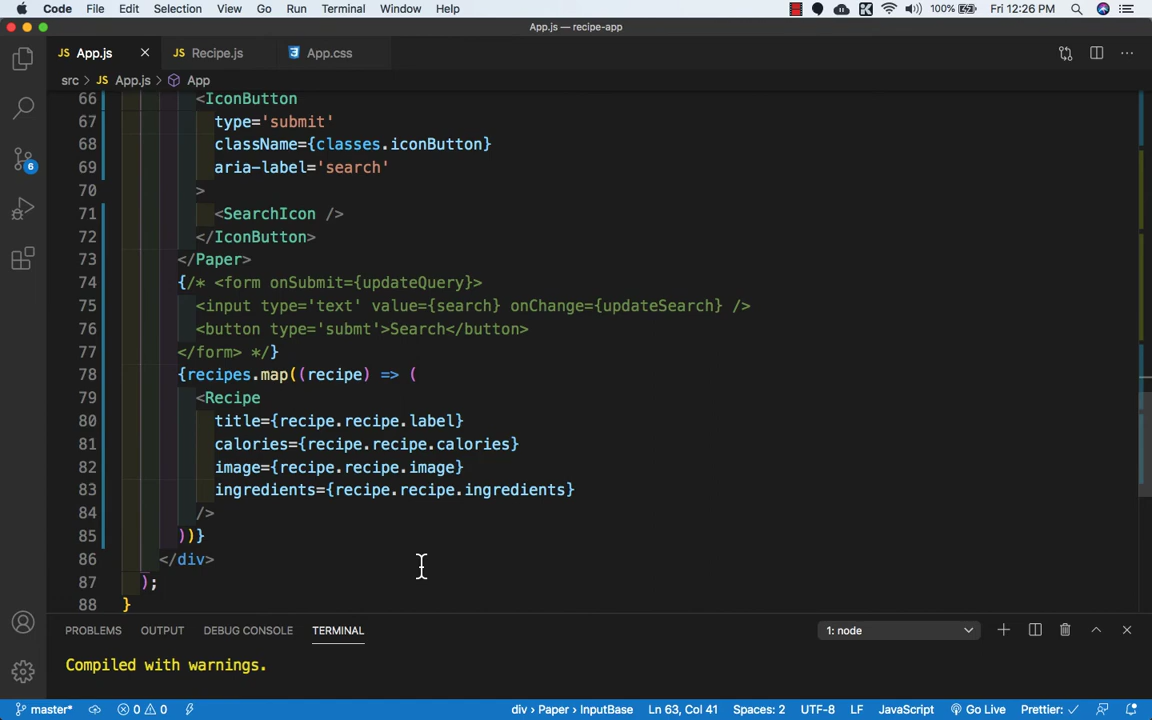 Code File Edit Selection View Go Run Terminal Window Help 100% Fri 12:26 PM
App.js — recipe-app
JS App.js JS Recipe.js App.css
src > JS App.js > App
66 <IconButton
67 type='submit'
68 className={classes.iconButton}
69 aria-label='search'
70 >
71 <SearchIcon />
72 </IconButton>
73 </Paper>
74 {/* <form onSubmit={updateQuery}>
75 <input type='text' value={search} onChange={updateSearch} />
76 <button type='submt'>Search</button>
77 </form> */}
78 {recipes.map((recipe) => (
79 <Recipe
80 title={recipe.recipe.label}
81 calories={recipe.recipe.calories}
82 image={recipe.recipe.image}
83 ingredients={recipe.recipe.ingredients}
84 />
85 ))}
86 </div>
87 );
88 }
6
PROBLEMS OUTPUT DEBUG CONSOLE TERMINAL 1: node
Compiled with warnings.
master* 0 0 div > Paper > InputBase Ln 63, Col 41 Spaces: 2 UTF-8 LF JavaScript Go Live Prettier: ✓